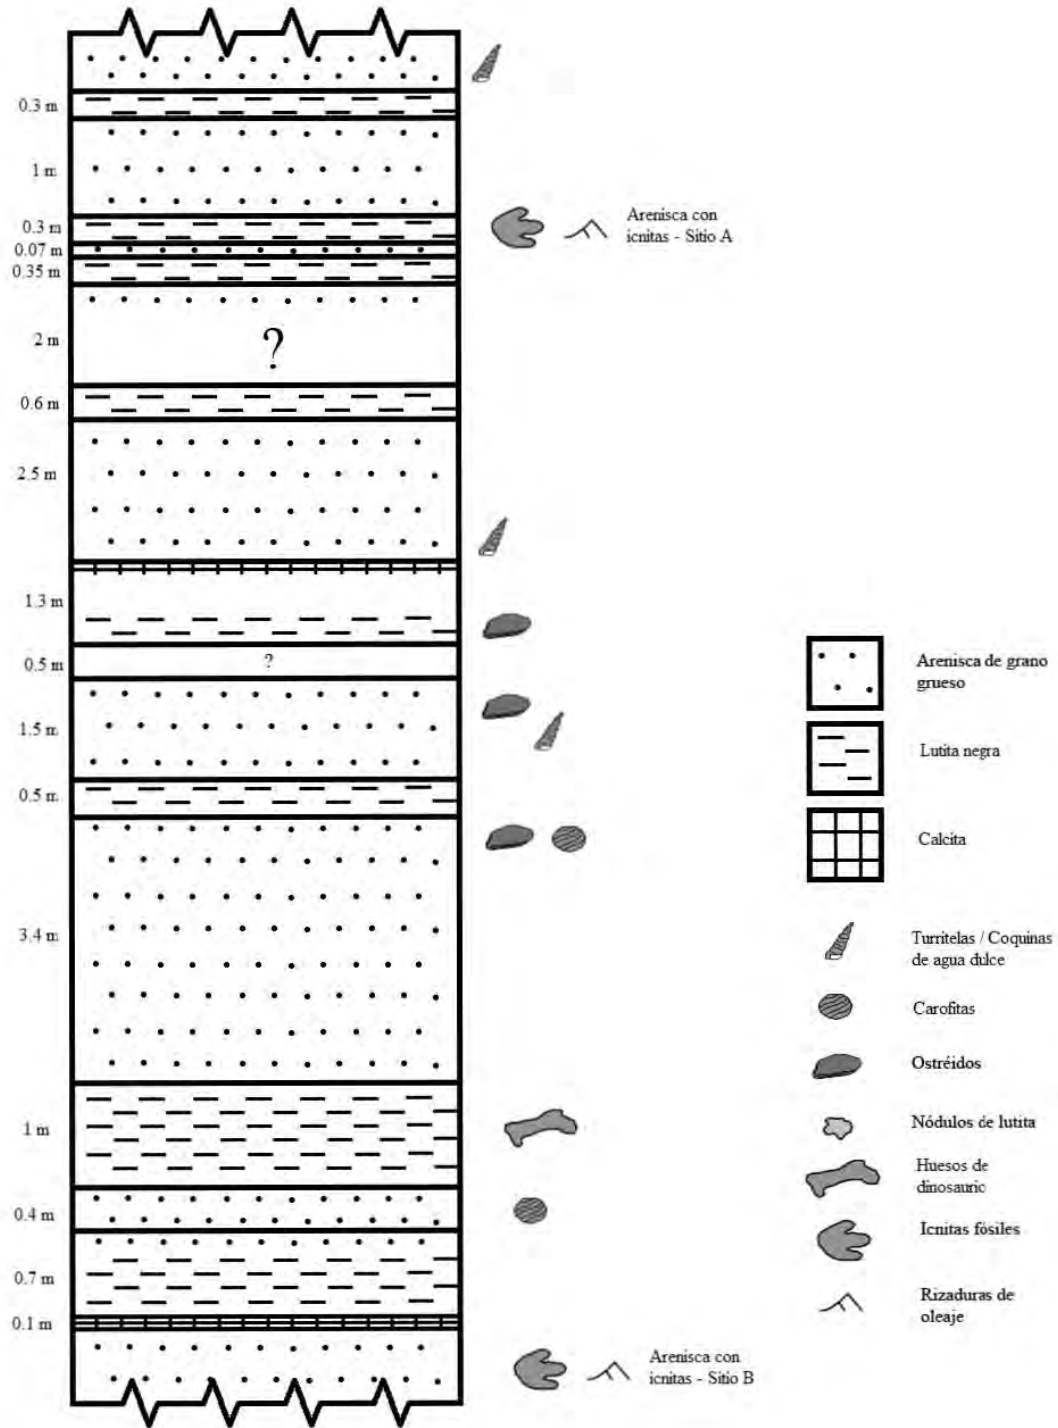 0.3 m
1 m
0.3 m
0.07 m
0.35 m
2 m
?
0.6 m
2.5 m
1.3 m
0.5 m
?
1.5 m
0.5 m
3.4 m
1 m
0.4 m
0.7 m
0.1 m
Arenisca con
icnitas - Sitio A
Arenisca con
icnitas - Sitio B
Arenisca de grano
grueso
Lutita negra
Calcita
Turritelas / Coquinas
de agua dulce
Carofitas
Ostréidos
Nódulos de lutita
Huesos de
dinosaurio
Icnitas fósiles
Rizaduras de
oleaje